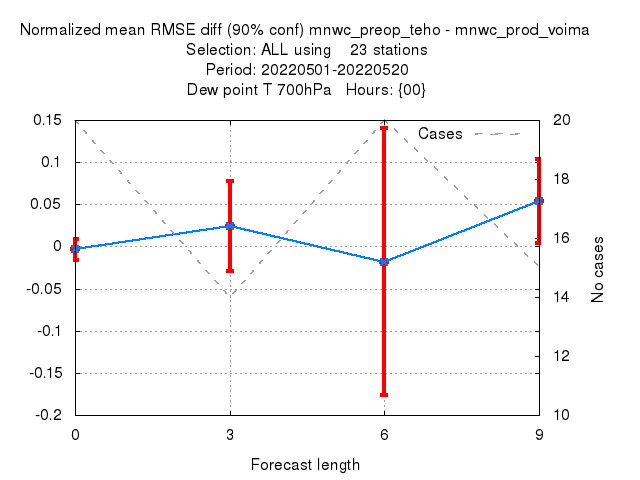 Normalized mean RMSE diff (90% conf) mnwc_preop_teho - mnwc_prod_voima
Selection: ALL using    23 stations
Period: 20220501-20220520
Dew point T 700hPa   Hours: {00}
Cases
0.15
0.1
0.05
0
-0.05
-0.1
-0.15
-0.2
20
18
16
14
12
10
No cases
0
3
6
9
Forecast length